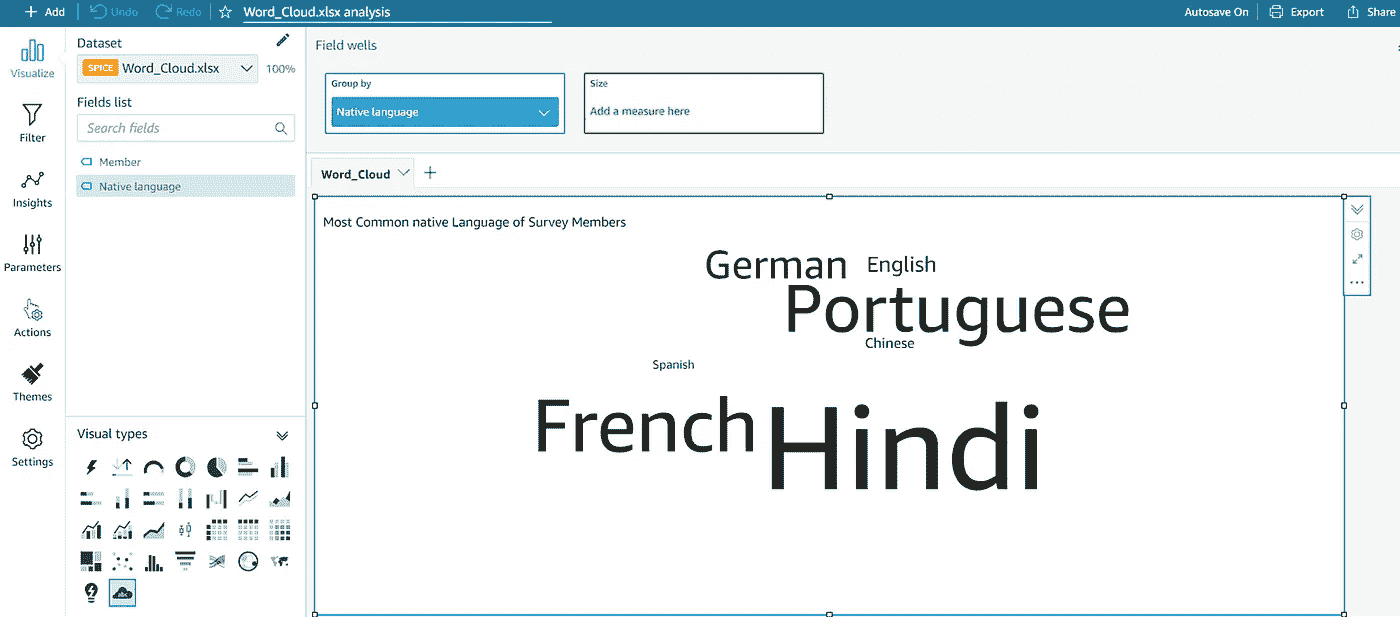 Add Undo Redo Word_Cloud.xlsx analysis Autosave On Export Share
Visualize
Filter
Insights
Parameters
Actions
Themes
Settings
Dataset
SPICE Word_Cloud.xlsx 100%
Fields list
Search fields
Member
Native language
Visual types
abc
Field wells
Group by
Native language
Size
Add a measure here
Word_Cloud
Most Common native Language of Survey Members
German English
Portuguese
Chinese
Spanish
French Hindi